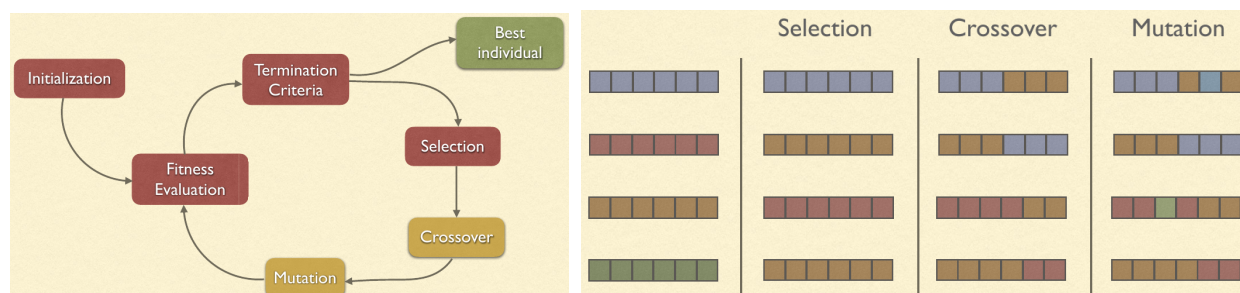 Best
individual
Initialization
Termination
Criteria
Selection
Fitness
Evaluation
Crossover
Mutation
Selection
Crossover
Mutation